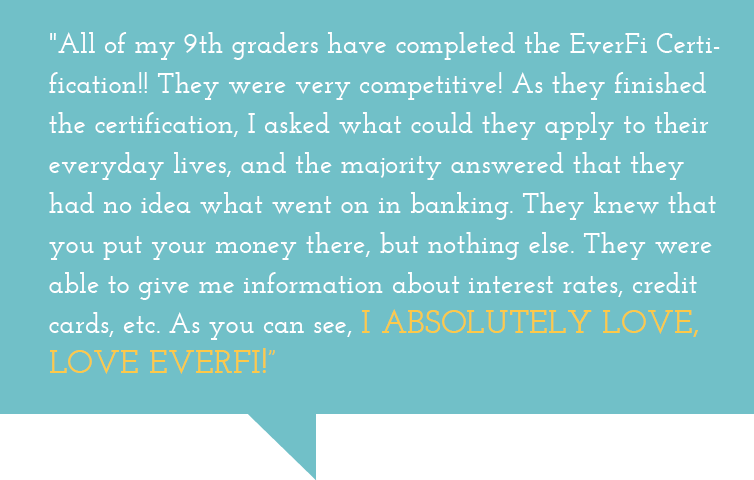 "All of my 9th graders have completed the EverFi Certi-
fication!! They were very competitive! As they finished
the certification, I asked what could they apply to their
everyday lives, and the majority answered that they
had no idea what went on in banking. They knew that
you put your money there, but nothing else. They were
able to give me information about interest rates, credit
cards, etc. As you can see, I ABSOLUTELY LOVE,
LOVE EVERFI!”